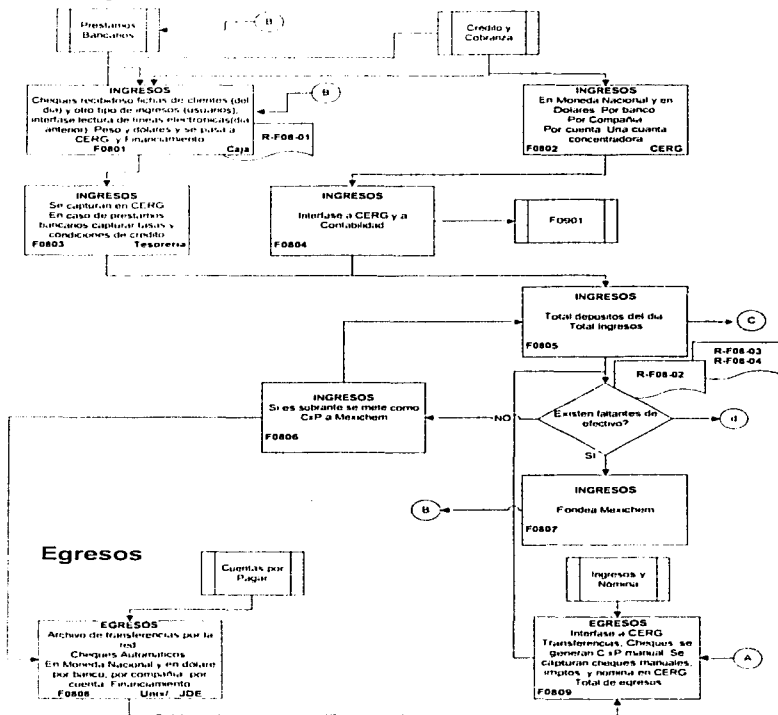 Prestamos
Bancarios
B
Credito y
Cobranza
INGRESOS
Cheques recibidoso fichas de clientes (del
dia) y otro tipo de ingresos (usuarios),
interfase lectura de lineas electronicas(dia
anterior) Peso y dolares y se pasa a
CERG y Financiamiento
F0801 Caja
B
R-F08-01
INGRESOS
En Moneda Nacional y en
Dolares Por banco
Por Compañia
Por cuenta Una cuanta
concentradora
F0802 CERG
INGRESOS
Se capturan en CERG
En caso de prestamos
bancarios capturar tasas y
condiciones de credito
F0803 Tesoreria
INGRESOS
Interfase a CERG y a
Contabilidad
F0804
F0901
INGRESOS
Total depositos del dia
Total Ingresos
F0805
C
R-F08-03
R-F08-04
R-F08-02
INGRESOS
Si es subrante se mete como
CxP a Mexichem
F0806
NO
Existen faltantes de
efectivo?
d
SI
INGRESOS
Fondea Mexichem
F0807
B
Egresos
Cuentas por
Pagar
Ingresos y
Nomina
EGRESOS
Archivo de transferencias por la
red
Cheques Automaticos
En Moneda Nacional y en dolare
por banco, por compañia por
cuenta Financiamiento
F0808 Unix/ JDE
EGRESOS
Interfase a CERG
Transferencias, Cheques se
generan CxP manual Se
capturan cheques manuales,
imptos y nomina en CERG
Total de egresos
F0809
A